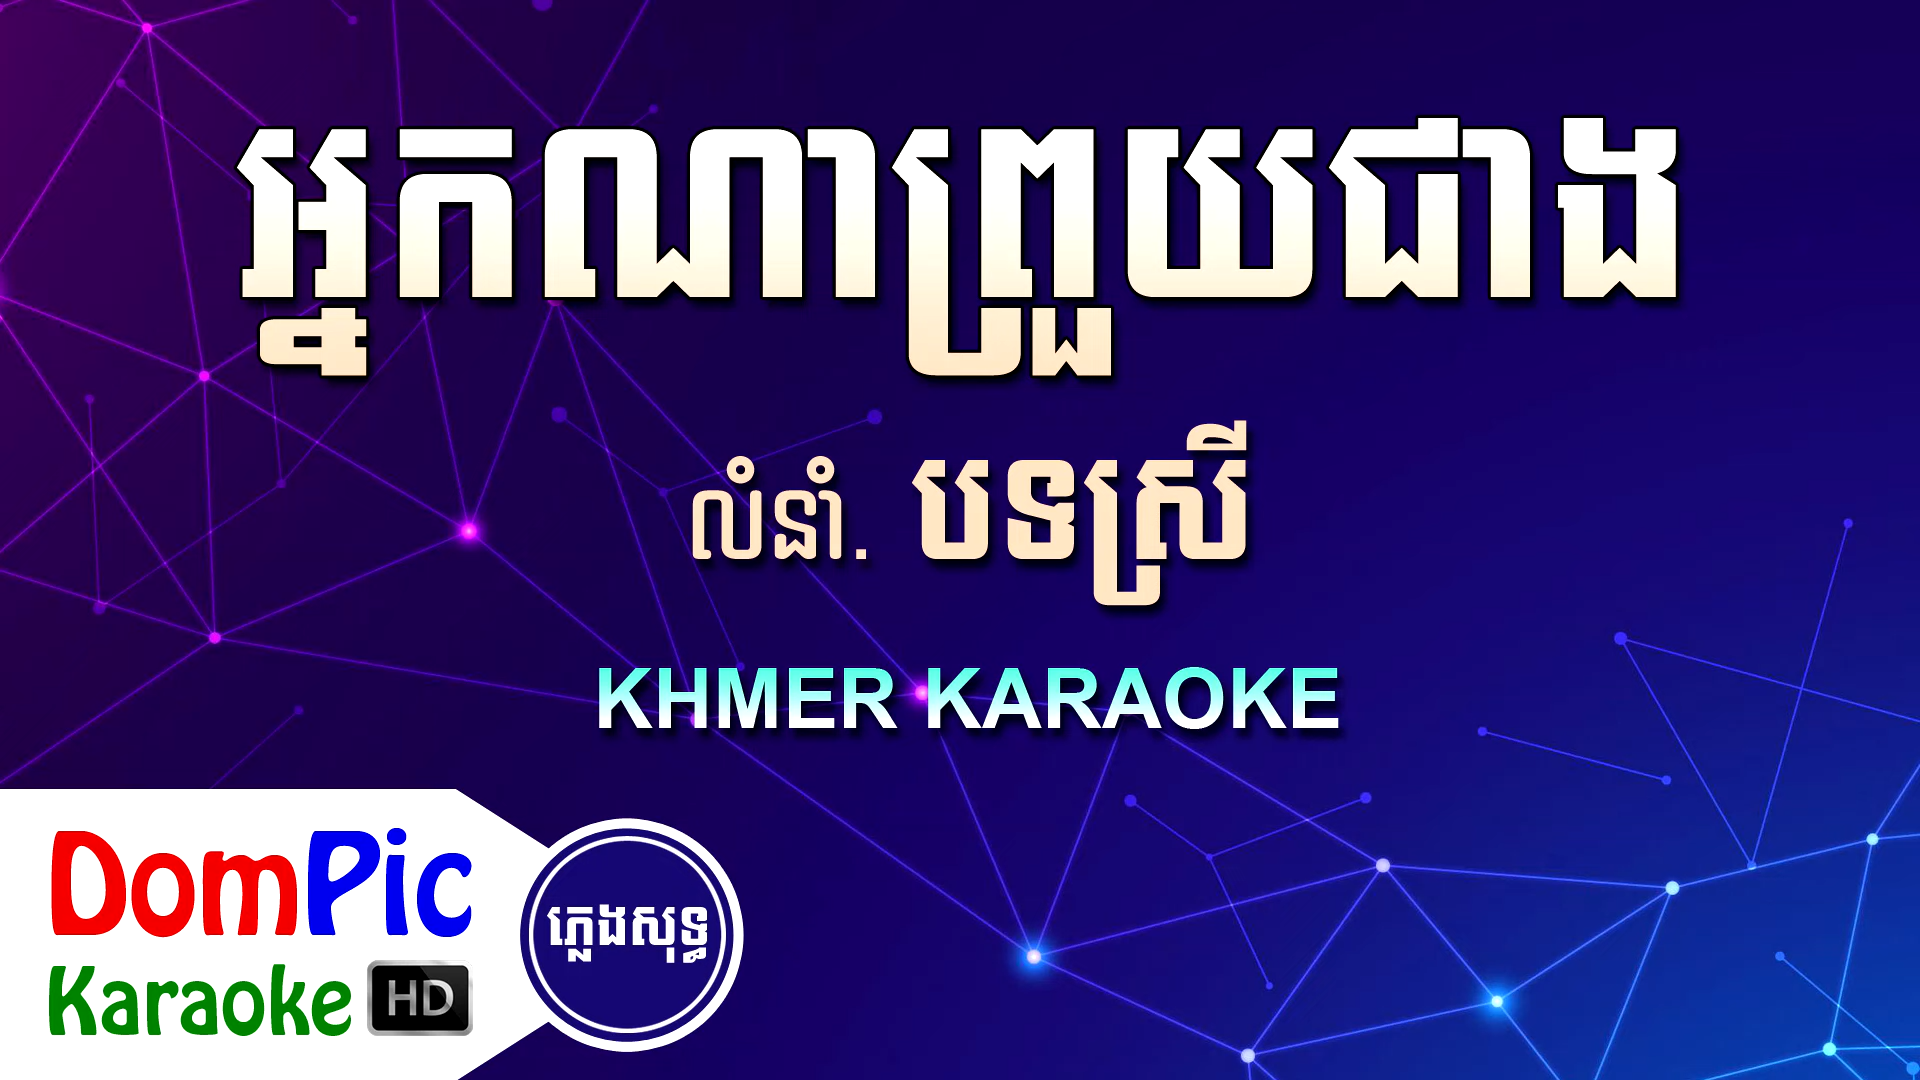 អ្នកណាព្រួយជាង
លំនាំ. បទស្រី
KHMER KARAOKE
DomPic
Karaoke HD
ភ្លេងសុទ្ធ